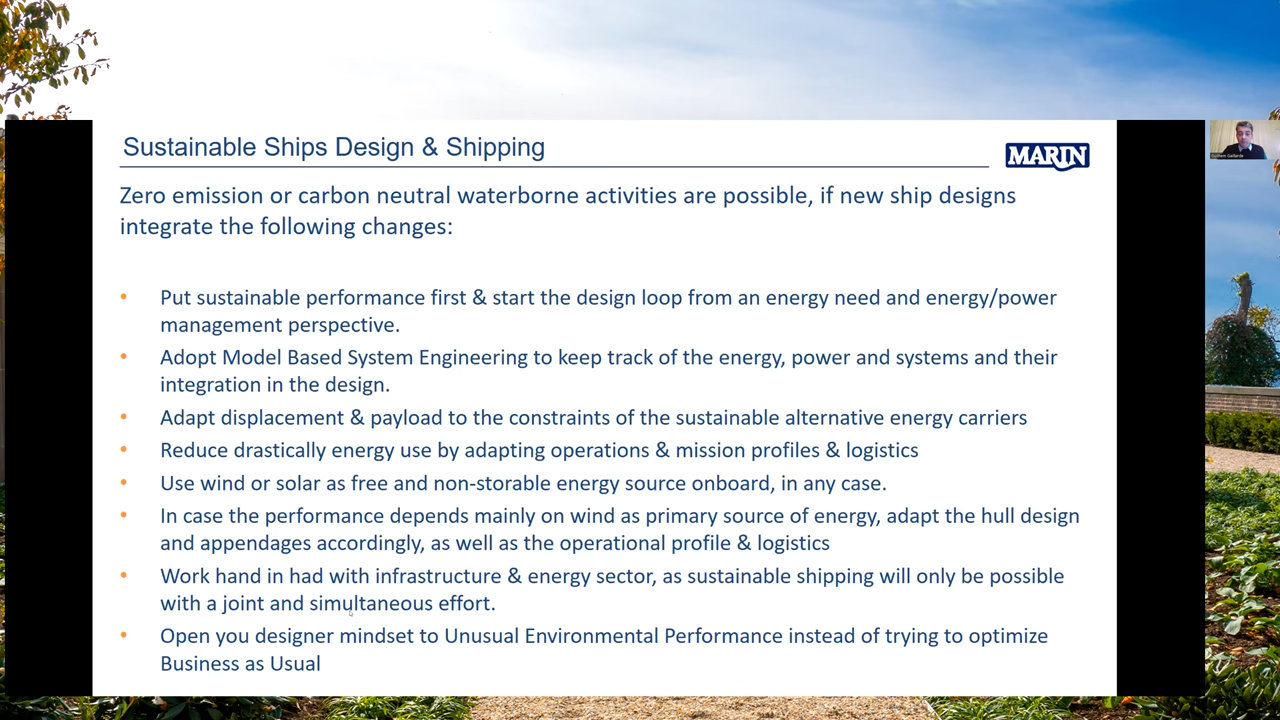 Sustainable Ships Design & Shipping
MARIN
Zero emission or carbon neutral waterborne activities are possible, if new ship designs
integrate the following changes:
• Put sustainable performance first & start the design loop from an energy need and energy/power
management perspective.
• Adopt Model Based System Engineering to keep track of the energy, power and systems and their
integration in the design.
• Adapt displacement & payload to the constraints of the sustainable alternative energy carriers
• Reduce drastically energy use by adapting operations & mission profiles & logistics
• Use wind or solar as free and non-storable energy source onboard, in any case.
• In case the performance depends mainly on wind as primary source of energy, adapt the hull design
and appendages accordingly, as well as the operational profile & logistics
• Work hand in had with infrastructure & energy sector, as sustainable shipping will only be possible
with a joint and simultaneous effort.
• Open you designer mindset to Unusual Environmental Performance instead of trying to optimize
Business as Usual